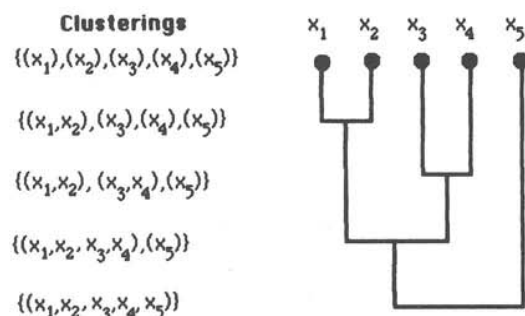 Clusterings
x₁ x₂ x₃ x₄ x₅
{(x₁),(x₂),(x₃),(x₄),(x₅)}
{(x₁,x₂),(x₃),(x₄),(x₅)}
{(x₁,x₂), (x₃,x₄),(x₅)}
{(x₁,x₂, x₃,x₄),(x₅)}
{(x₁,x₂, x₃,x₄, x₅)}